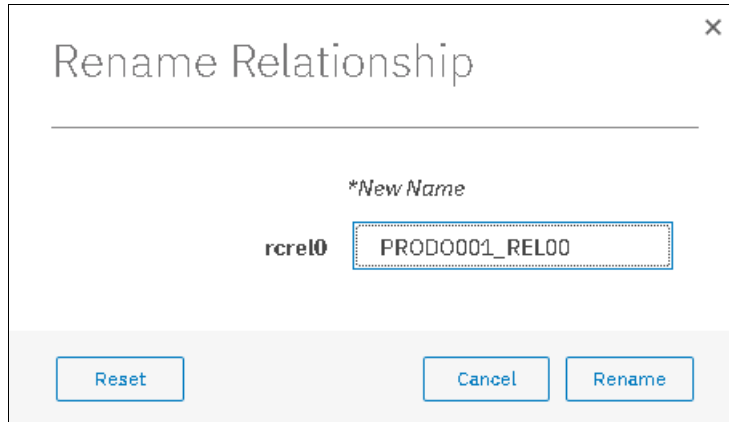 Rename Relationship
*New Name
rcrel0 PRODO001_REL00
Reset Cancel Rename